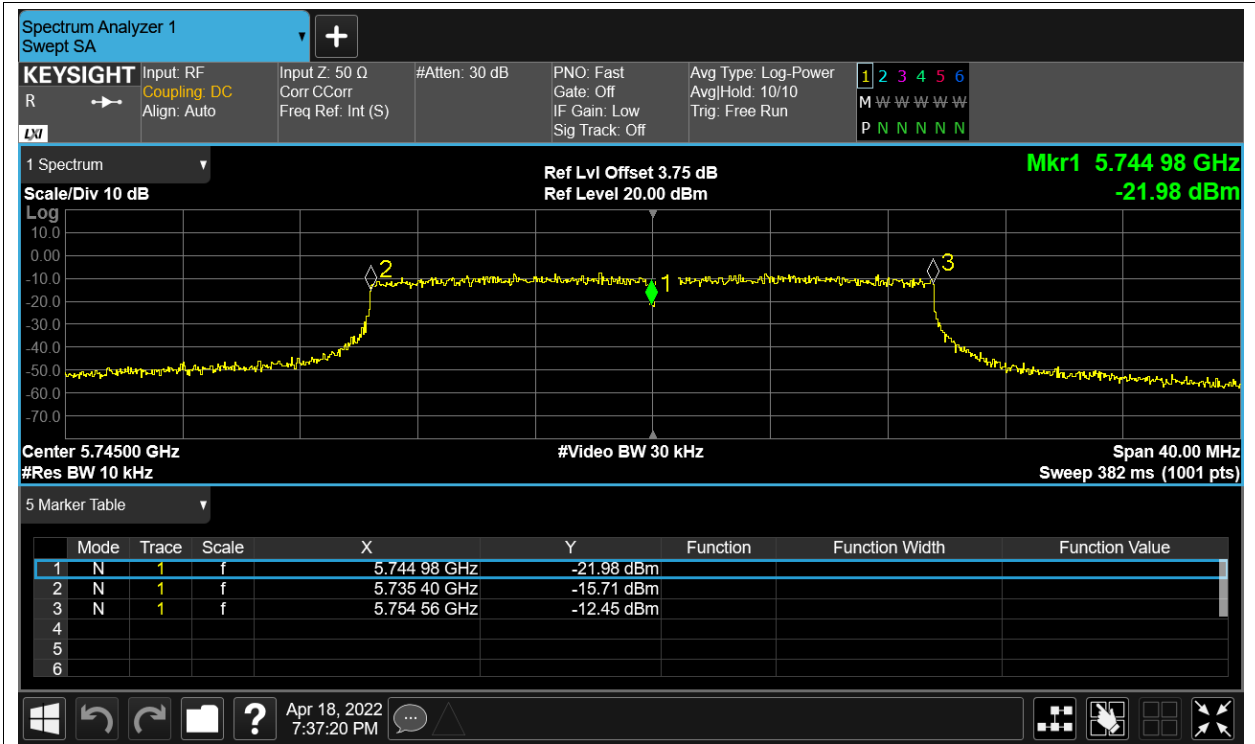 Spectrum Analyzer 1
Swept SA
KEYSIGHT
R
LXI
Input: RF
Coupling: DC
Align: Auto
Input Z: 50 Ω
Corr CCorr
Freq Ref: Int (S)
#Atten: 30 dB
PNO: Fast
Gate: Off
IF Gain: Low
Sig Track: Off
Avg Type: Log-Power
Avg|Hold: 10/10
Trig: Free Run
1 2 3 4 5 6
M W W W W W
P N N N N N
1 Spectrum
Scale/Div 10 dB
Ref Lvl Offset 3.75 dB
Ref Level 20.00 dBm
Mkr1 5.744 98 GHz
-21.98 dBm
Log
10.0
0.00
-10.0
-20.0
-30.0
-40.0
-50.0
-60.0
-70.0
2
1
3
Center 5.74500 GHz
#Video BW 30 kHz
Span 40.00 MHz
#Res BW 10 kHz
Sweep 382 ms (1001 pts)
5 Marker Table
Mode Trace Scale X Y Function Function Width Function Value
1 N 1 f 5.744 98 GHz -21.98 dBm
2 N 1 f 5.735 40 GHz -15.71 dBm
3 N 1 f 5.754 56 GHz -12.45 dBm
4
5
6
?
Apr 18, 2022
7:37:20 PM